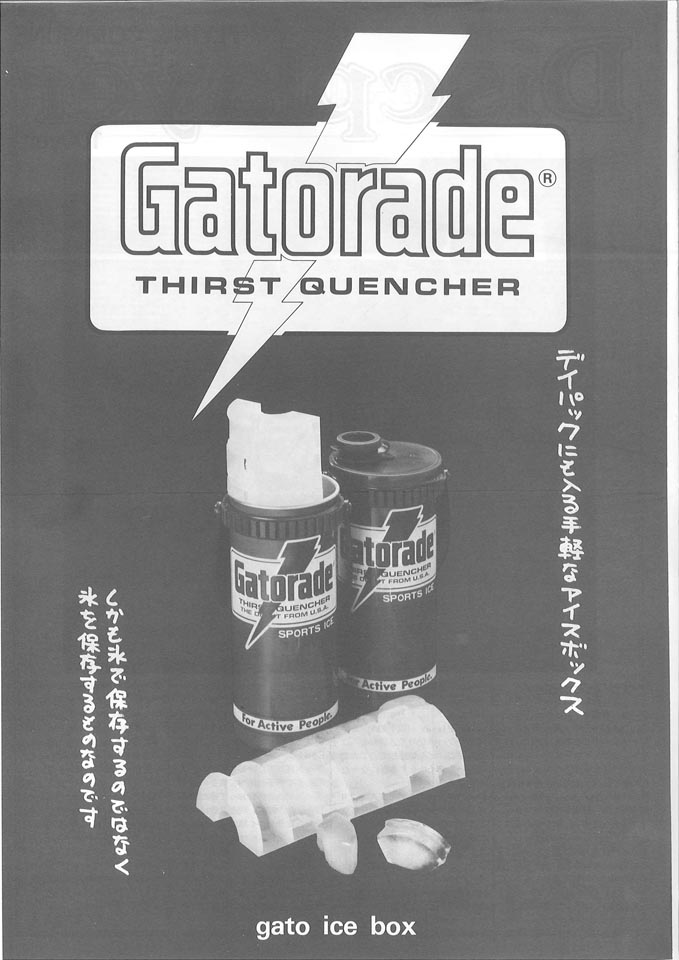 Gatorade®
THIRST QUENCHER
デイパックにも入る手軽なアイスボックス
Gatorade
THIRST QUENCHER
FROM U.S.A.
SPORTS ICE
For Active People.
Gatorade
QUENCHER
FROM U.S.A.
SPORTS ICE
For Active People.
しかも氷で保存するのではなく
氷を保存するものなのです
gato ice box